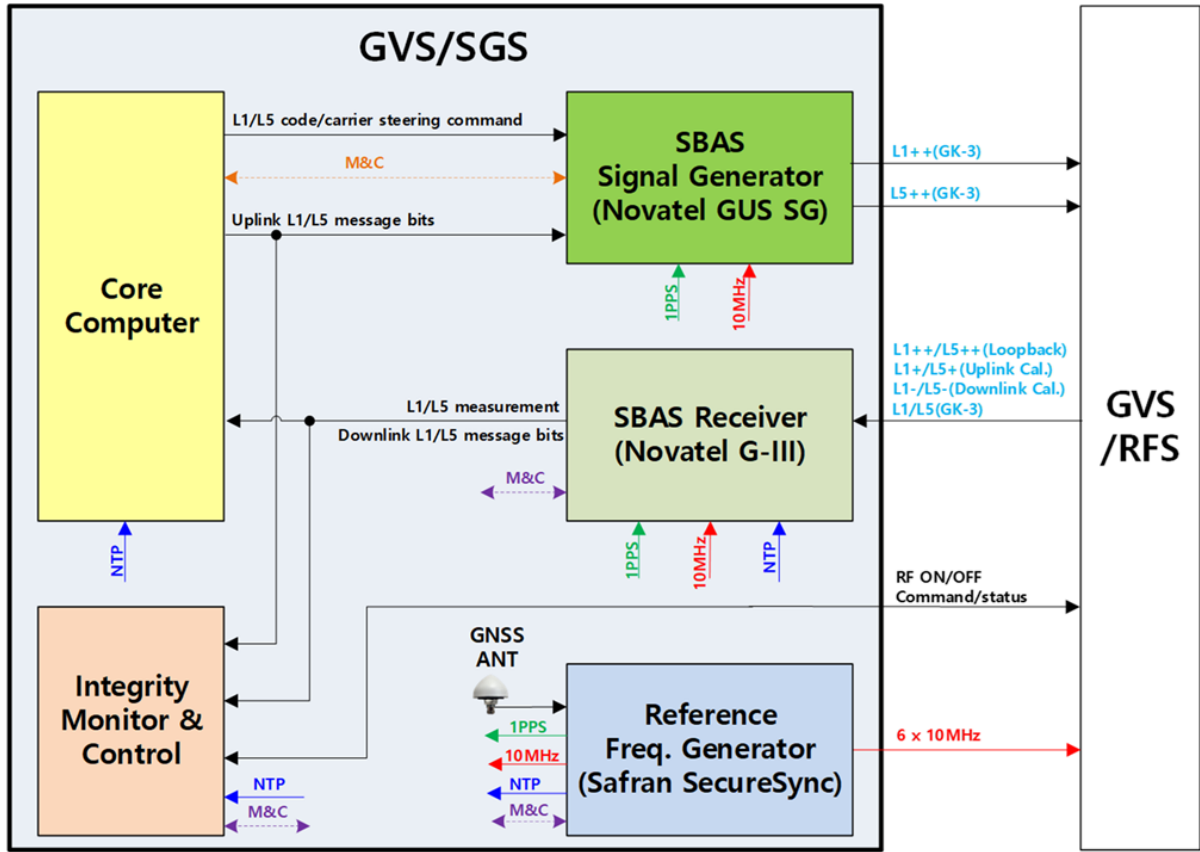 GVS/SGS
L1/L5 code/carrier steering command
M&C
Uplink L1/L5 message bits
Core
Computer
NTP
SBAS
Signal Generator
(Novatel GUS SG)
1PPS
10MHz
L1++(GK-3)
L5++(GK-3)
L1/L5 measurement
Downlink L1/L5 message bits
M&C
SBAS Receiver
(Novatel G-III)
1PPS
10MHz
NTP
L1++/L5++(Loopback)
L1+/L5+(Uplink Cal.)
L1-/L5-(Downlink Cal.)
L1/L5(GK-3)
GVS
/RFS
RF ON/OFF
Command/status
Integrity
Monitor &
Control
NTP
M&C
GNSS
ANT
1PPS
10MHz
NTP
M&C
Reference
Freq. Generator
(Safran SecureSync)
6 x 10MHz